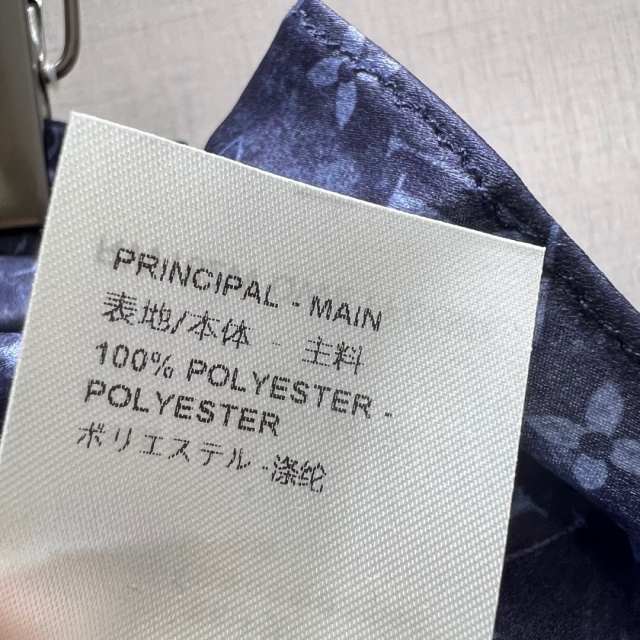 PRINCIPAL - MAIN
表地/本体 - 主料
100% POLYESTER -
POLYESTER
ポリエステル - 涤纶